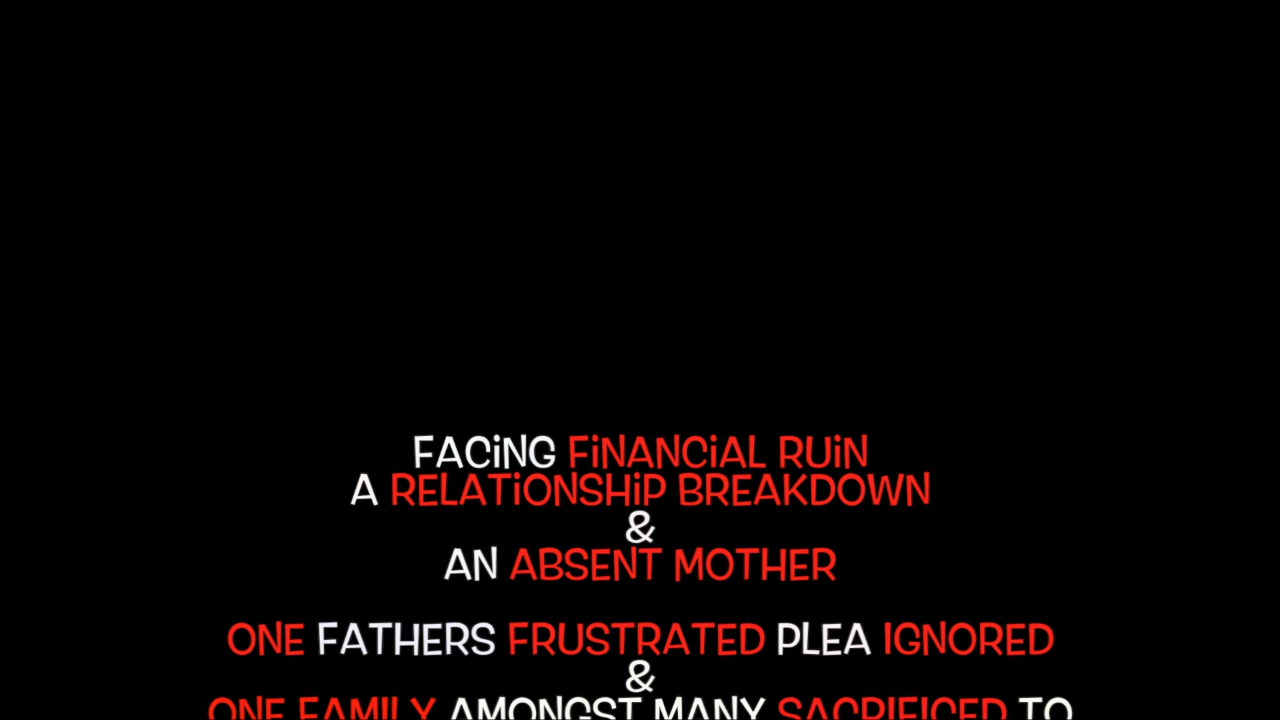 FACiNG FiNANCiAL RUiN
A RELATiONSHiP BREAKDOWN
&
AN ABSENT MOTHER
ONE FATHERS FRUSTRATED PLEA IGNORED
&
ONE FAMILY AMONGST MANY SACRIFICED TO